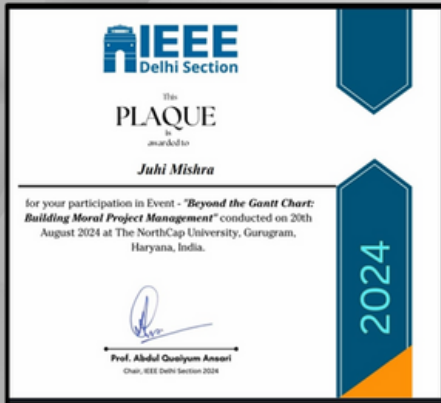 IEEE
Delhi Section
This
PLAQUE
is
awarded to
Juhi Mishra
for your participation in Event - "Beyond the Gantt Chart:
Building Moral Project Management" conducted on 20th
August 2024 at The NorthCap University, Gurugram,
Haryana, India.
2024
Prof. Abdul Quaiyum Ansari
Chair, IEEE Delhi Section 2024